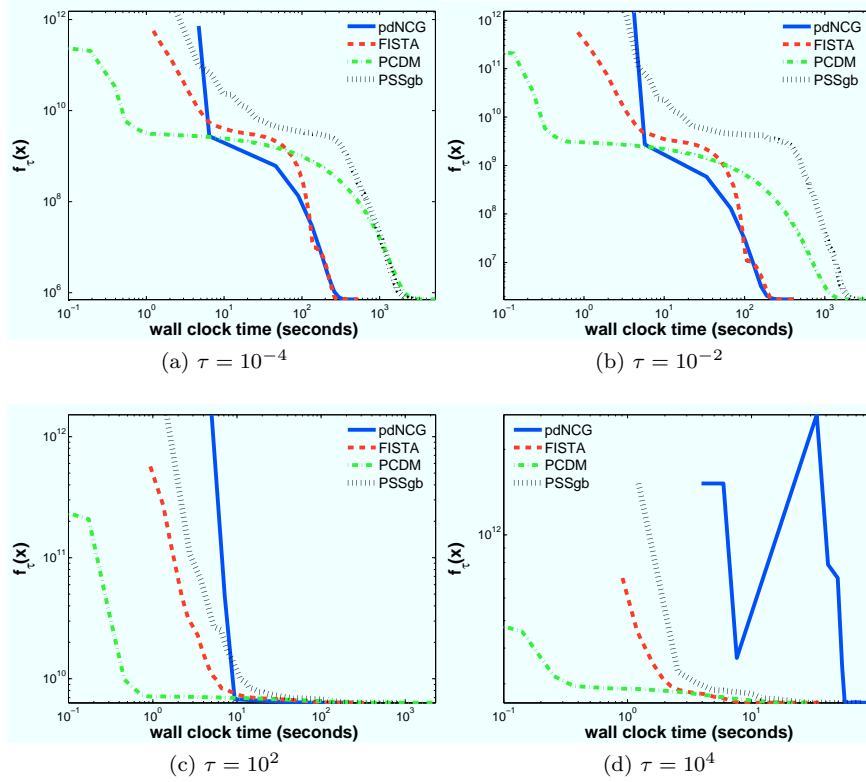 10^12
10^10
10^8
10^6
f_τ(x)
pdNCG
FISTA
PCDM
PSSgb
10^−1 10^0 10^1 10^2 10^3
wall clock time (seconds)
(a) τ = 10^−4
10^12
10^11
10^10
10^9
10^8
10^7
f_τ(x)
pdNCG
FISTA
PCDM
PSSgb
10^−1 10^0 10^1 10^2 10^3
wall clock time (seconds)
(b) τ = 10^−2
10^12
10^11
10^10
f_τ(x)
pdNCG
FISTA
PCDM
PSSgb
10^−1 10^0 10^1 10^2 10^3
wall clock time (seconds)
(c) τ = 10^2
10^12
f_τ(x)
pdNCG
FISTA
PCDM
PSSgb
10^−1 10^0 10^1
wall clock time (seconds)
(d) τ = 10^4